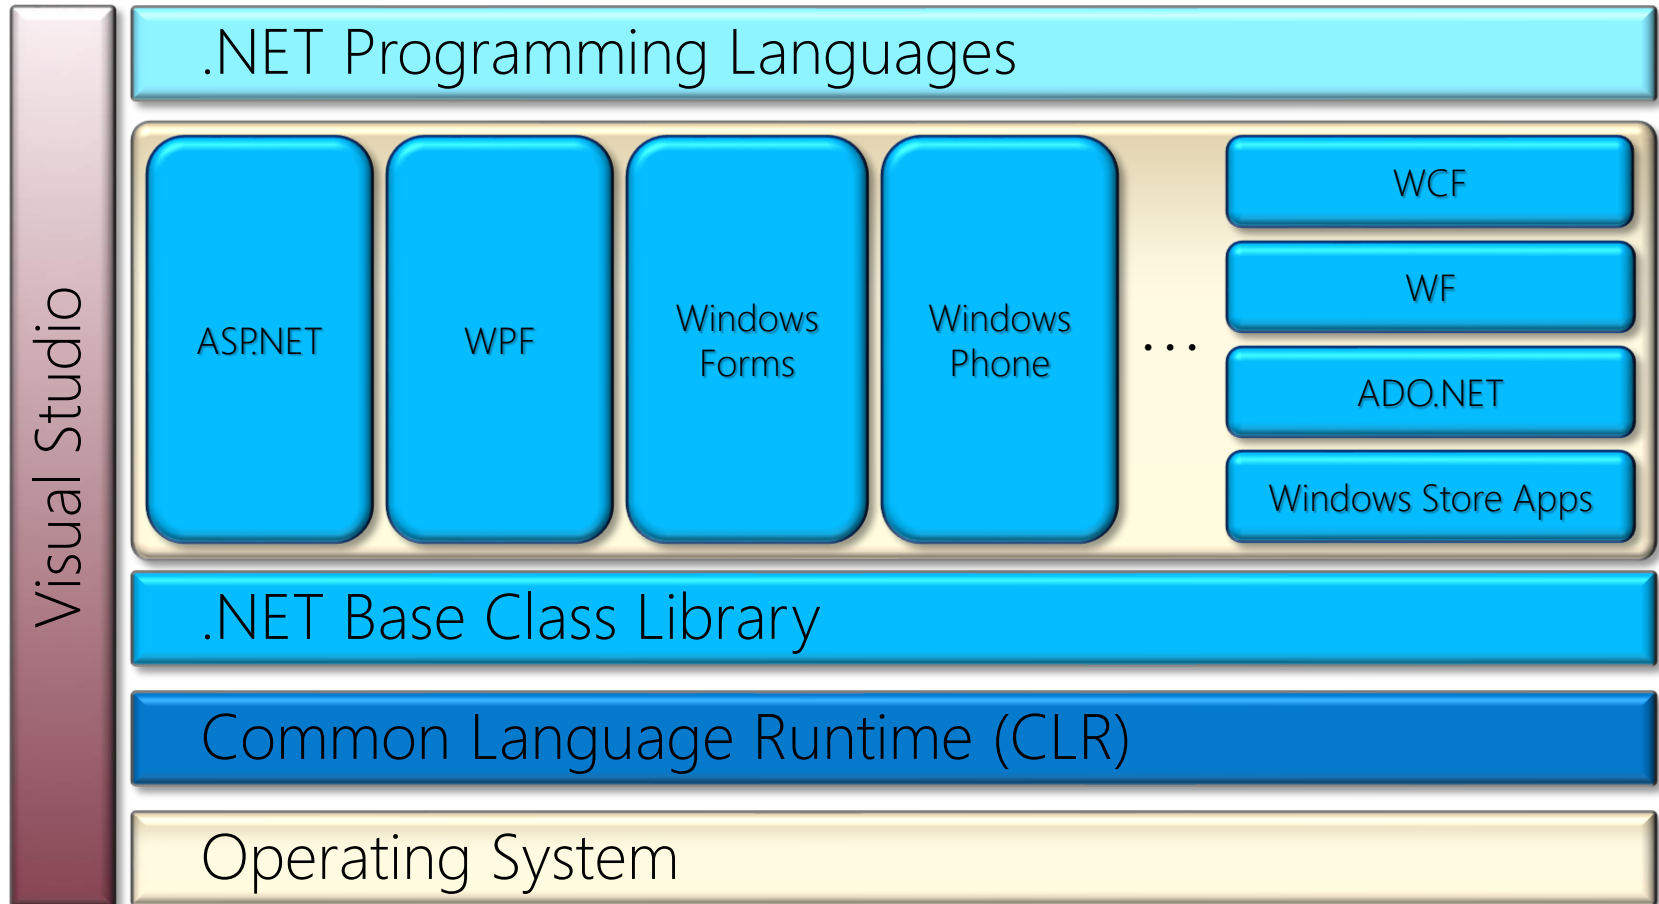 Visual Studio
.NET Programming Languages
ASP.NET
WPF
Windows
Forms
Windows
Phone
...
WCF
WF
ADO.NET
Windows Store Apps
.NET Base Class Library
Common Language Runtime (CLR)
Operating System